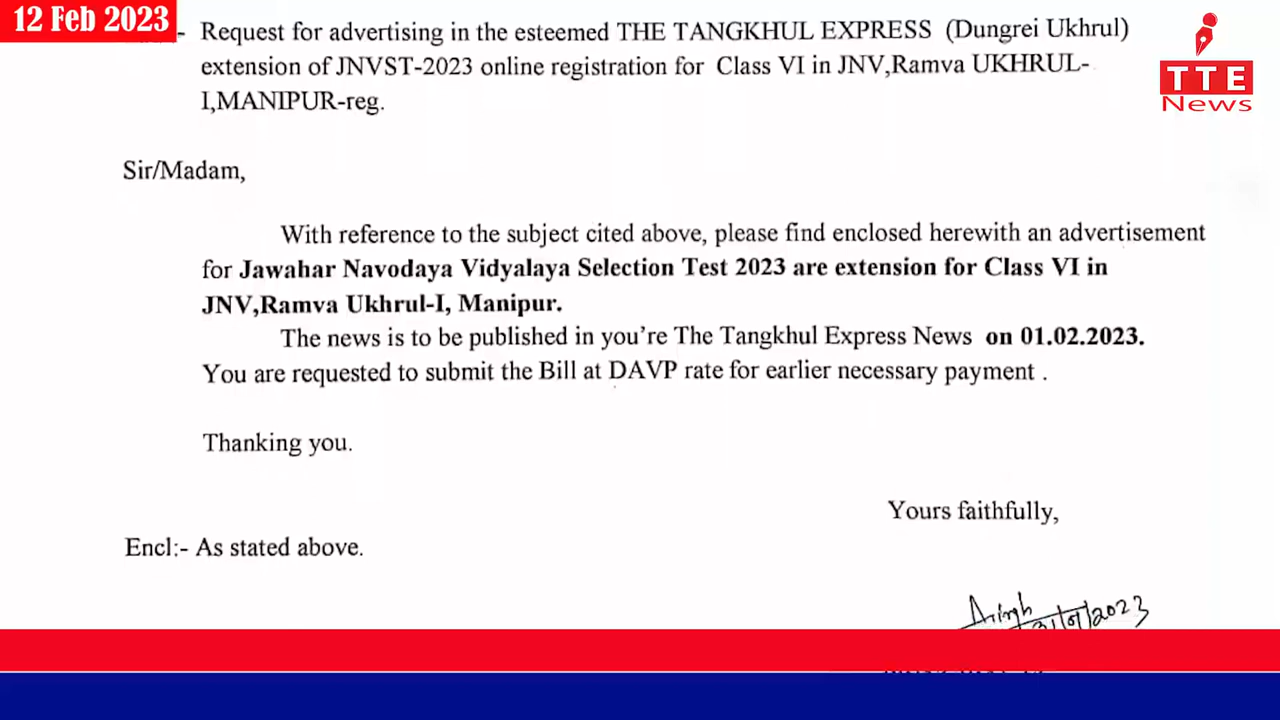 12 Feb 2023
- Request for advertising in the esteemed THE TANGKHUL EXPRESS (Dungrei Ukhrul)
extension of JNVST-2023 online registration for Class VI in JNV,Ramva UKHRUL-
I,MANIPUR-reg.
TTE
News
Sir/Madam,
With reference to the subject cited above, please find enclosed herewith an advertisement
for Jawahar Navodaya Vidyalaya Selection Test 2023 are extension for Class VI in
JNV,Ramva Ukhrul-I, Manipur.
The news is to be published in you're The Tangkhul Express News on 01.02.2023.
You are requested to submit the Bill at DAVP rate for earlier necessary payment .
Thanking you.
Yours faithfully,
Encl:- As stated above.